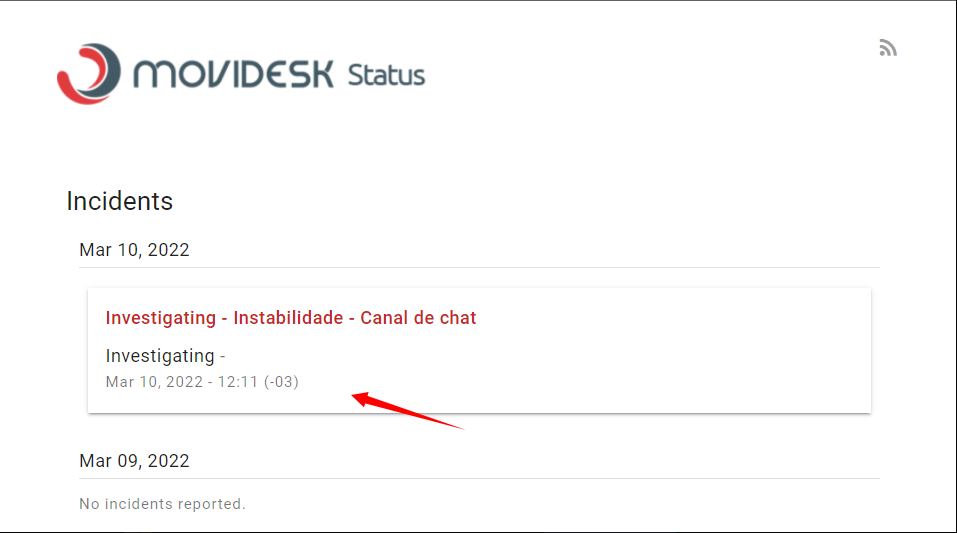 MOVIDESK Status
Incidents
Mar 10, 2022
Investigating - Instabilidade - Canal de chat
Investigating -
Mar 10, 2022 - 12:11 (-03)
Mar 09, 2022
No incidents reported.